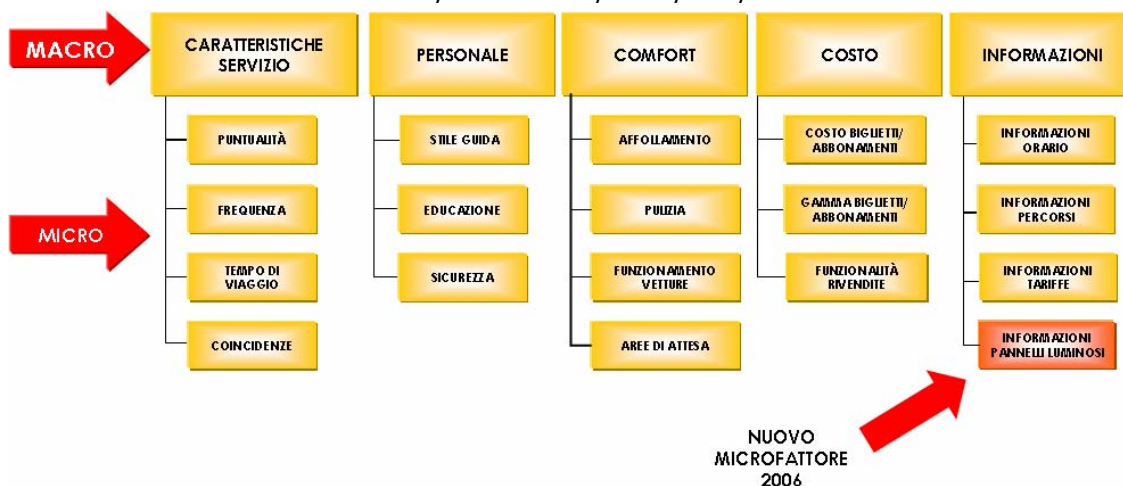 MACRO
CARATTERISTICHE
SERVIZIO
PERSONALE
COMFORT
COSTO
INFORMAZIONI
MICRO
PUNTUALITÀ
FREQUENZA
TEMPO DI
VIAGGIO
COINCIDENZE
STILE GUIDA
EDUCAZIONE
SICUREZZA
AFFOLLAMENTO
PULIZIA
FUNZIONAMENTO
VETTURE
AREE DI ATTESA
COSTO BIGLIETTI/
ABBONAMENTI
GAMMA BIGLIETTI/
ABBONAMENTI
FUNZIONALITÀ
RIVENDITE
INFORMAZIONI
ORARIO
INFORMAZIONI
PERCORSI
INFORMAZIONI
TARIFFE
INFORMAZIONI
PANNELLI LUMINOSI
NUOVO
MICROFATTORE
2006